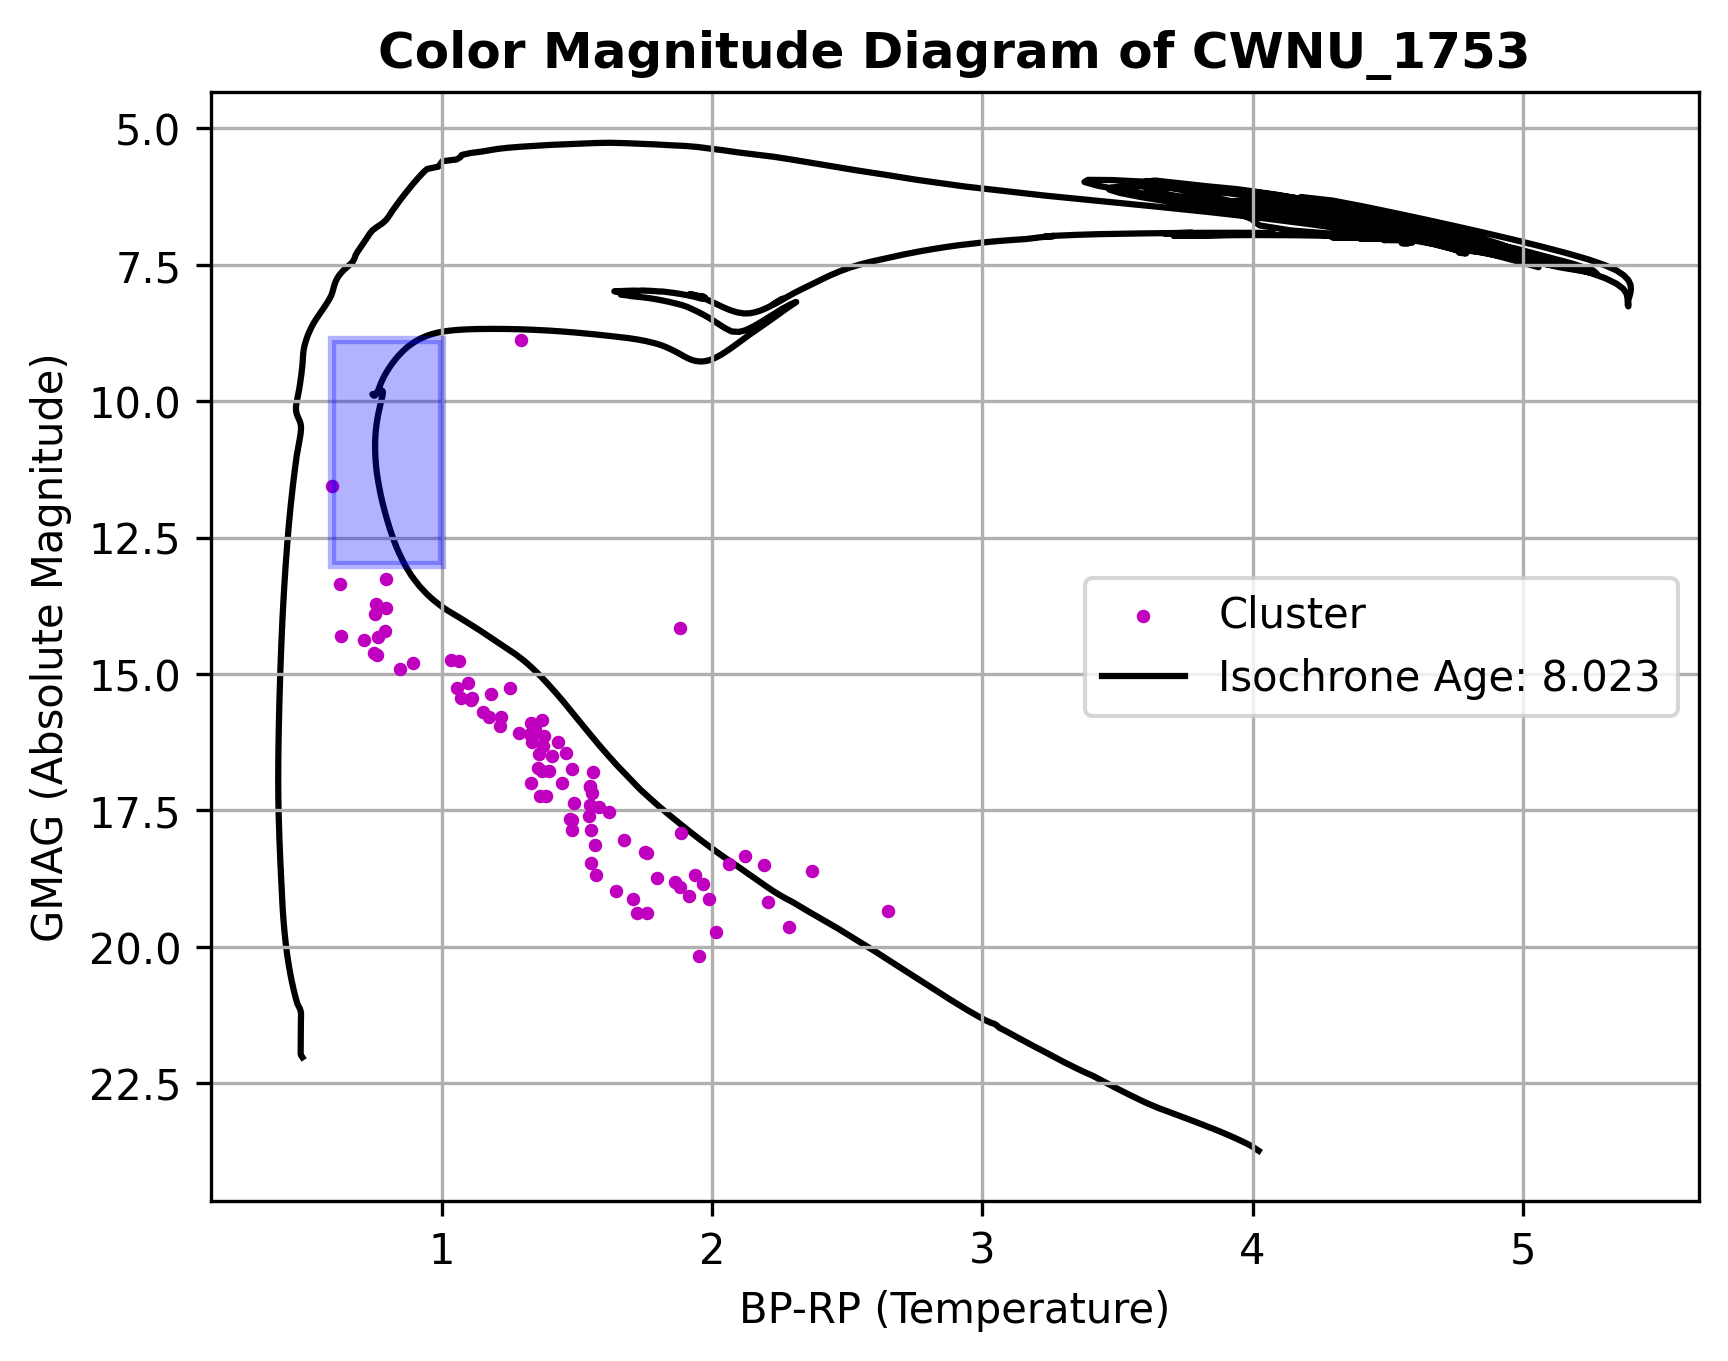 Color Magnitude Diagram of CWNU_1753
GMAG (Absolute Magnitude)
5.0
7.5
10.0
12.5
15.0
17.5
20.0
22.5
Cluster
Isochrone Age: 8.023
1 2 3 4 5
BP-RP (Temperature)